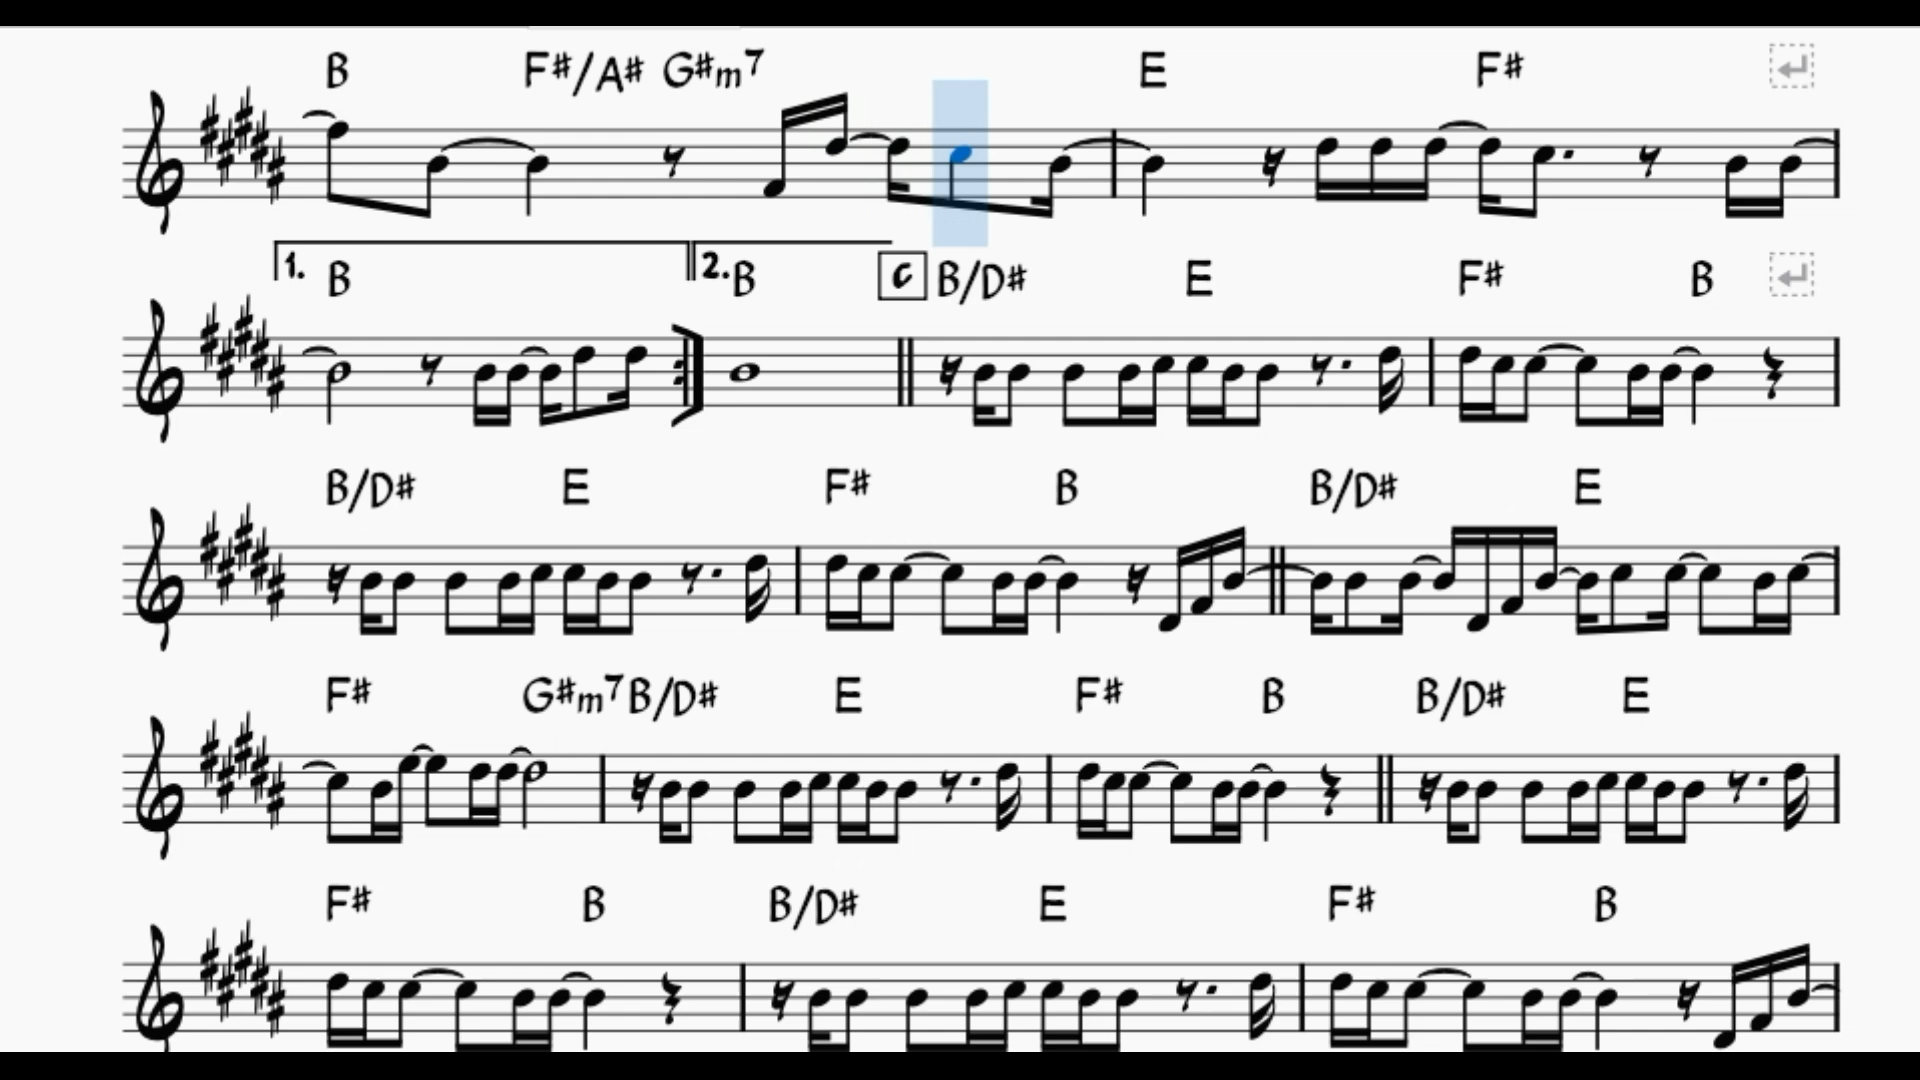 B F#/A# G#m7 E F#
1. B 2. B C B/D# E F# B
B/D# E F# B B/D# E
F# G#m7 B/D# E F# B B/D# E
F# B B/D# E F# B